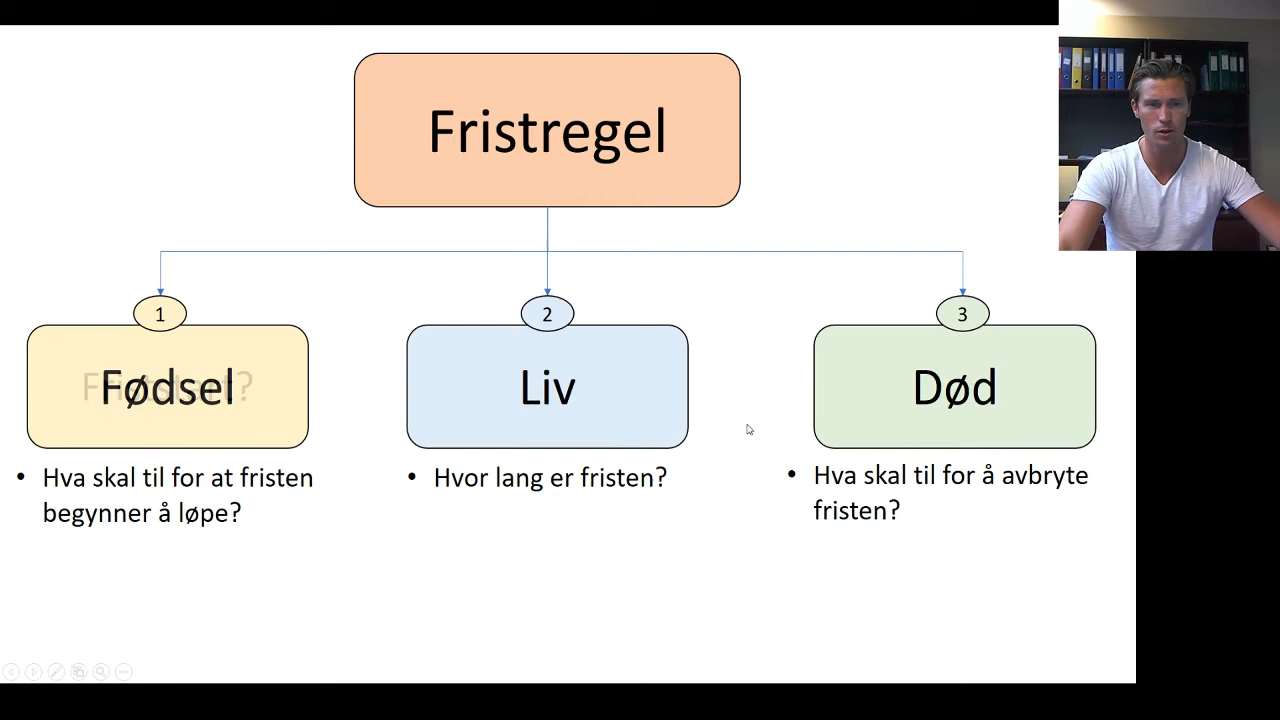 Fristregel
1
2
3
Fødsel
Liv
Død
• Hva skal til for at fristen
begynner å løpe?
• Hvor lang er fristen?
• Hva skal til for å avbryte
fristen?